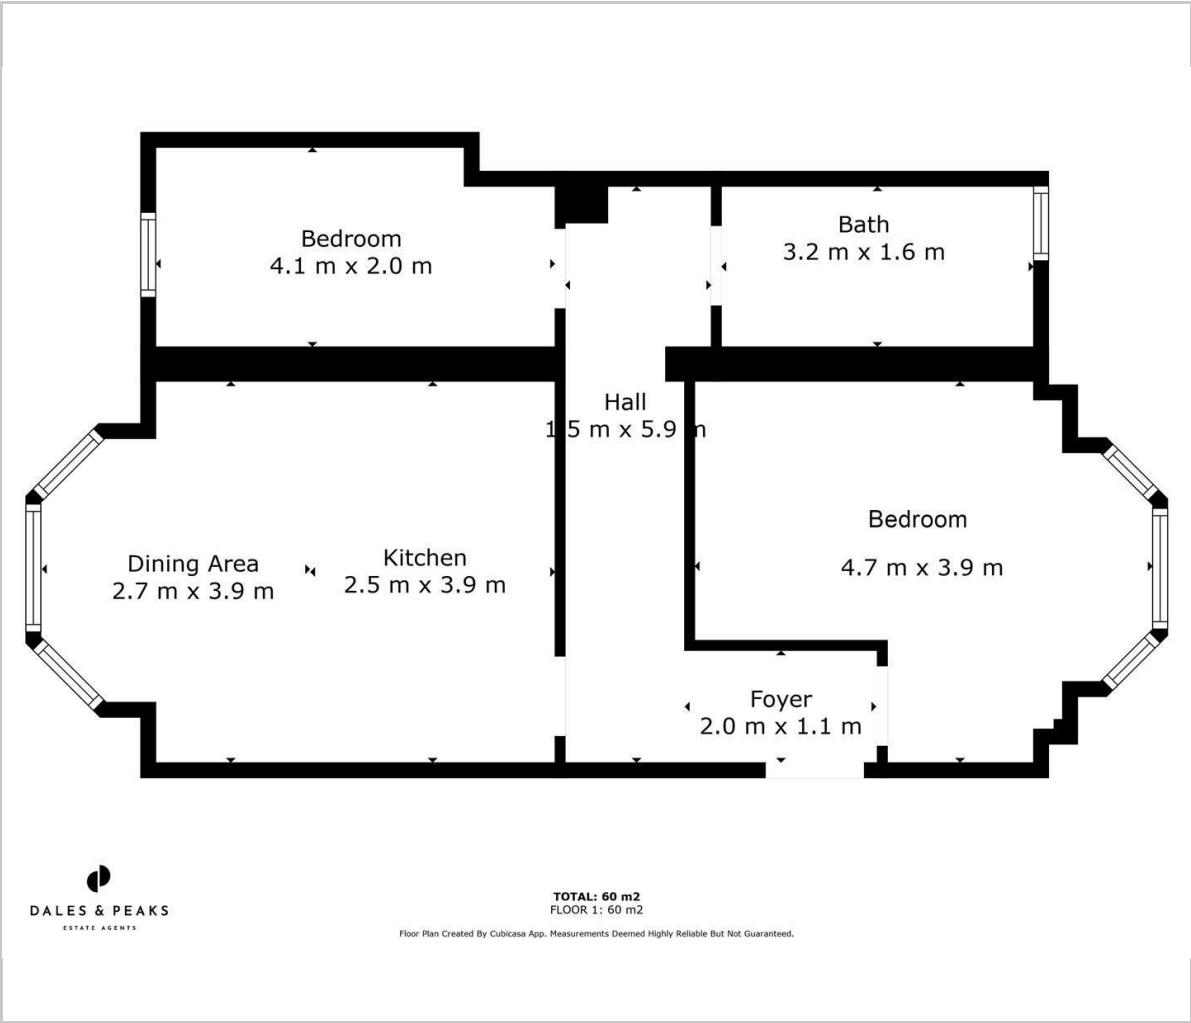 Bedroom
4.1 m x 2.0 m
Bath
3.2 m x 1.6 m
Hall
1.5 m x 5.9 m
Bedroom
4.7 m x 3.9 m
Dining Area
2.7 m x 3.9 m
Kitchen
2.5 m x 3.9 m
Foyer
2.0 m x 1.1 m
DALES & PEAKS
ESTATE AGENTS
TOTAL: 60 m2
FLOOR 1: 60 m2
Floor Plan Created By Cubicasa App. Measurements Deemed Highly Reliable But Not Guaranteed.